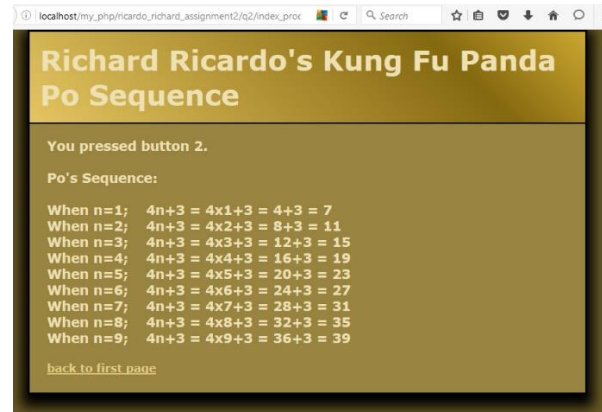 localhost/my_php/ricardo_richard_assignment2/q2/index_proc
Search
Richard Ricardo's Kung Fu Panda
Po Sequence
You pressed button 2.
Po's Sequence:
When n=1; 4n+3 = 4x1+3 = 4+3 = 7
When n=2; 4n+3 = 4x2+3 = 8+3 = 11
When n=3; 4n+3 = 4x3+3 = 12+3 = 15
When n=4; 4n+3 = 4x4+3 = 16+3 = 19
When n=5; 4n+3 = 4x5+3 = 20+3 = 23
When n=6; 4n+3 = 4x6+3 = 24+3 = 27
When n=7; 4n+3 = 4x7+3 = 28+3 = 31
When n=8; 4n+3 = 4x8+3 = 32+3 = 35
When n=9; 4n+3 = 4x9+3 = 36+3 = 39
back to first page